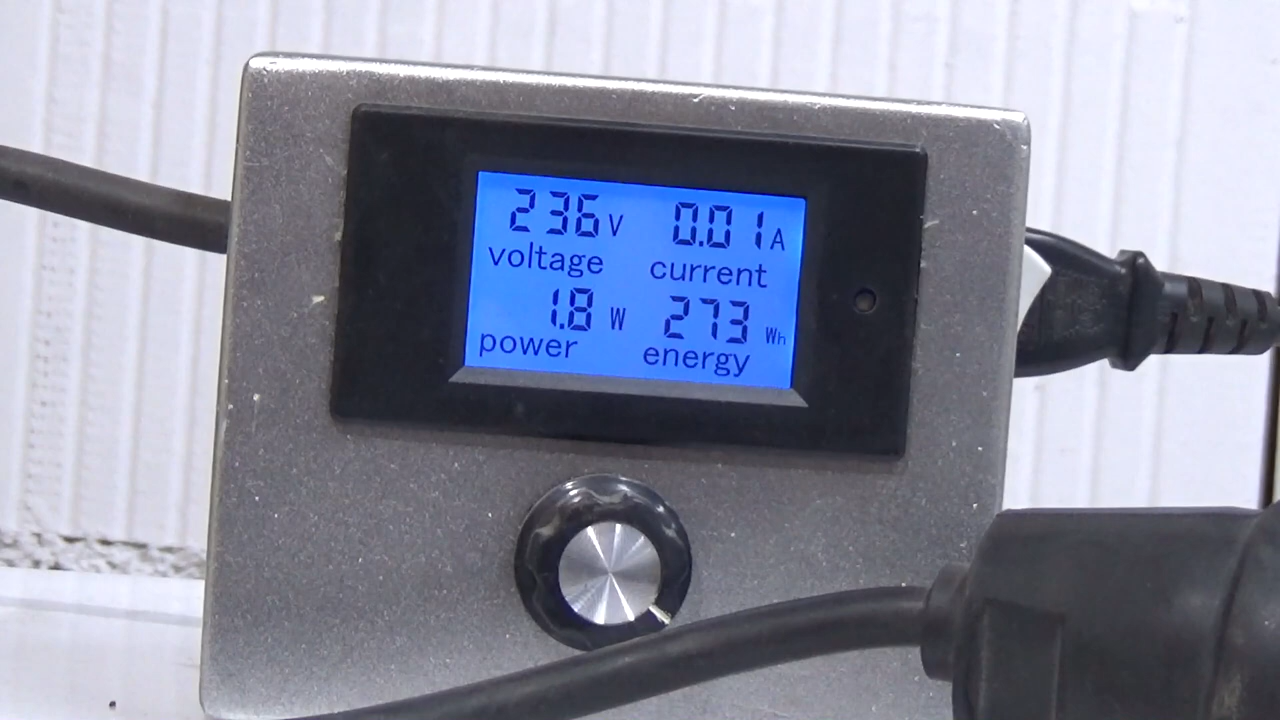 236 V 0.01 A
voltage current
1.8 W 273 Wh
power energy